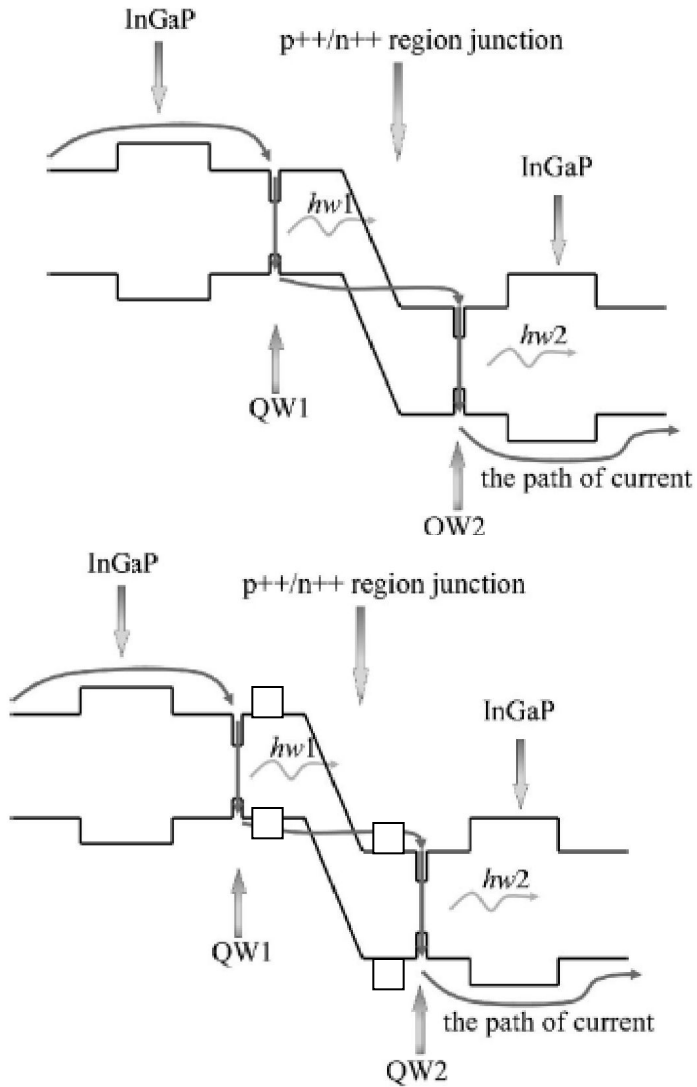 InGaP
p++/n++ region junction
InGaP
hw1
hw2
QW1
the path of current
QW2
InGaP
p++/n++ region junction
InGaP
hw1
hw2
QW1
the path of current
QW2